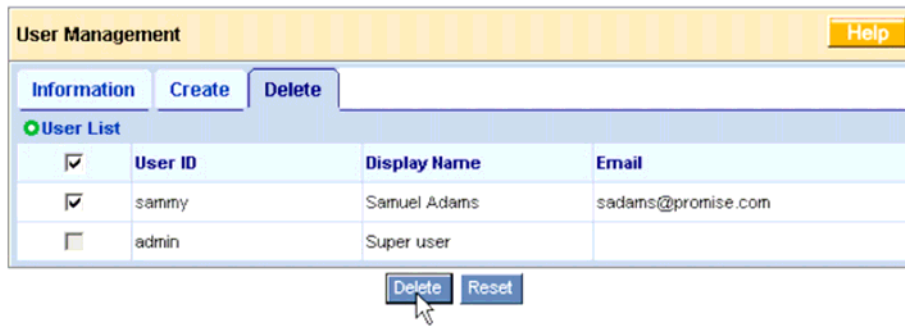 User Management Help
Information Create Delete
User List
User ID Display Name Email
sammy Samuel Adams sadams@promise.com
admin Super user
Delete Reset